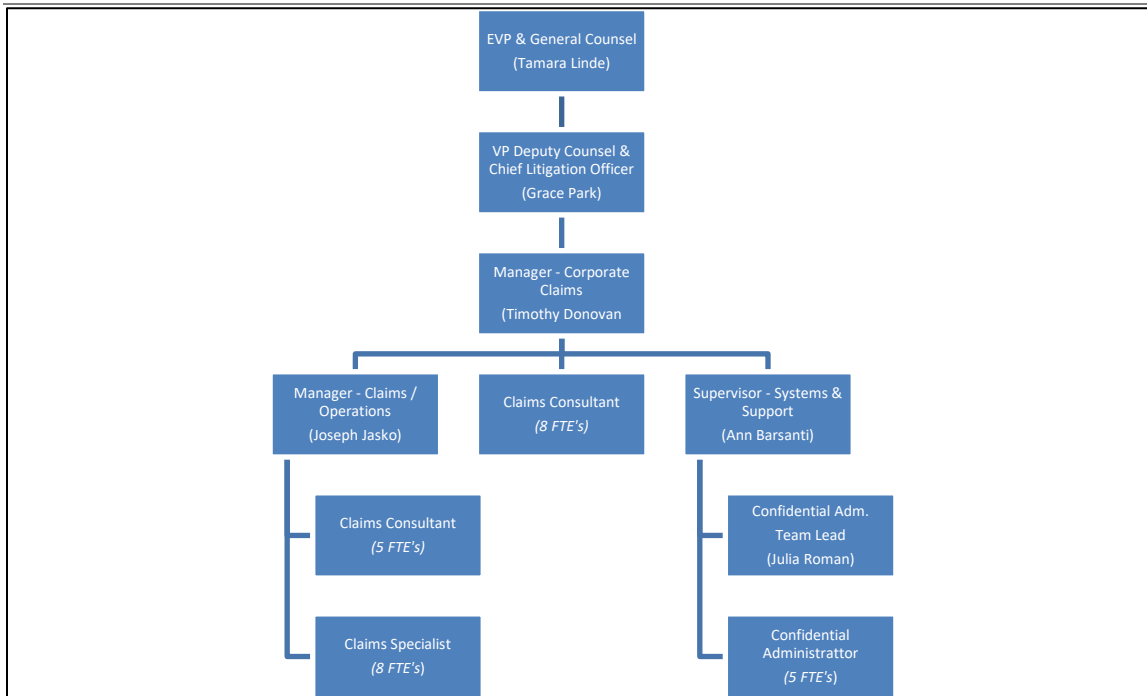 EVP & General Counsel
(Tamara Linde)
VP Deputy Counsel &
Chief Litigation Officer
(Grace Park)
Manager - Corporate
Claims
(Timothy Donovan
Manager - Claims /
Operations
(Joseph Jasko)
Claims Consultant
(8 FTE's)
Supervisor - Systems &
Support
(Ann Barsanti)
Claims Consultant
(5 FTE's)
Claims Specialist
(8 FTE's)
Confidential Adm.
Team Lead
(Julia Roman)
Confidential
Administrattor
(5 FTE's)